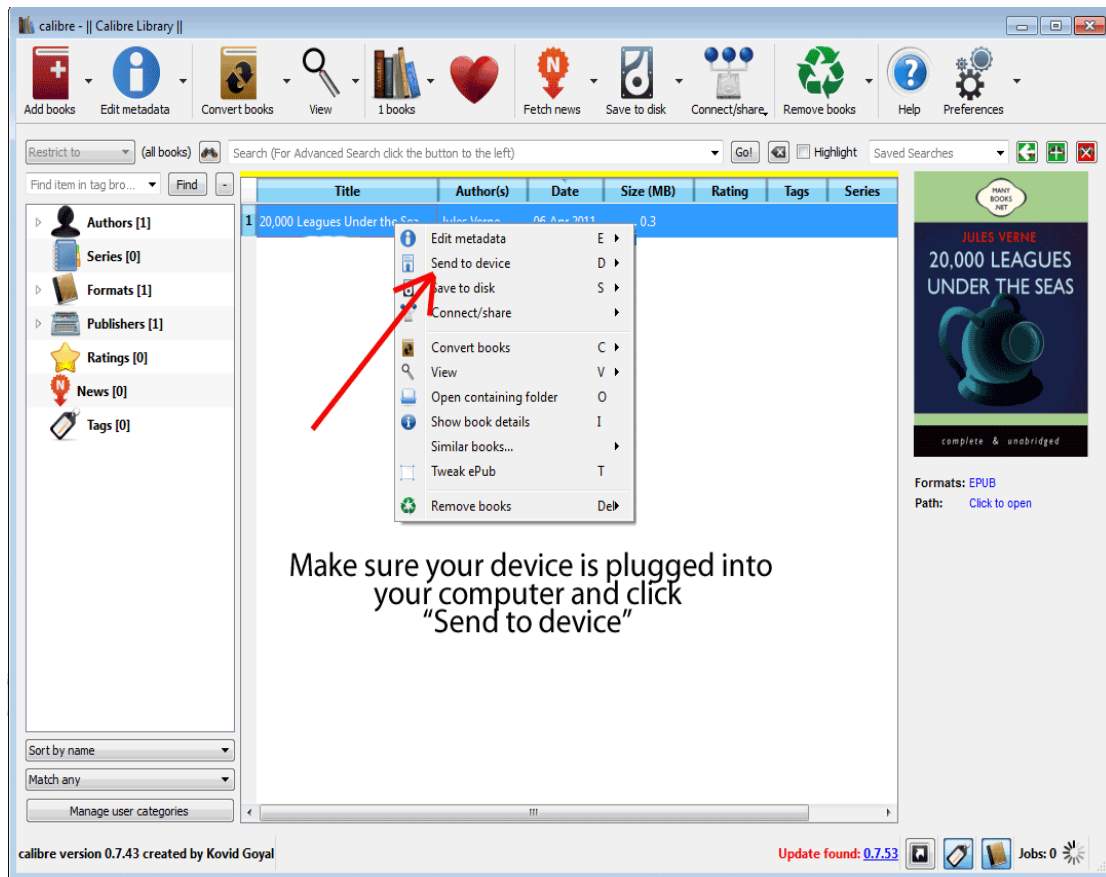 calibre - || Calibre Library ||
Add books
Edit metadata
Convert books
View
1 books
Fetch news
Save to disk
Connect/share
Remove books
Help
Preferences
Restrict to
(all books)
Search (For Advanced Search click the button to the left)
Go!
Highlight
Saved Searches
Find item in tag bro...
Find
-
Title Author(s) Date Size (MB) Rating Tags Series
1 20,000 Leagues Under the Sea Jules Verne 06 Apr 2011 0.3
Authors [1]
Series [0]
Formats [1]
Publishers [1]
Ratings [0]
N
News [0]
Tags [0]
Edit metadata E
Send to device D
Save to disk S
Connect/share
Convert books C
View V
Open containing folder O
Show book details I
Similar books...
Tweak ePub T
Remove books Del
Make sure your device is plugged into
your computer and click
“Send to device”
MANY
BOOKS
.NET
JULES VERNE
20,000 LEAGUES
UNDER THE SEAS
complete & unabridged
Formats: EPUB
Path: Click to open
Sort by name
Match any
Manage user categories
calibre version 0.7.43 created by Kovid Goyal
Update found: 0.7.53
Jobs: 0